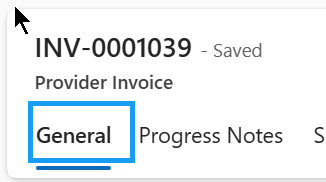 INV-0001039 - Saved
Provider Invoice
General Progress Notes S